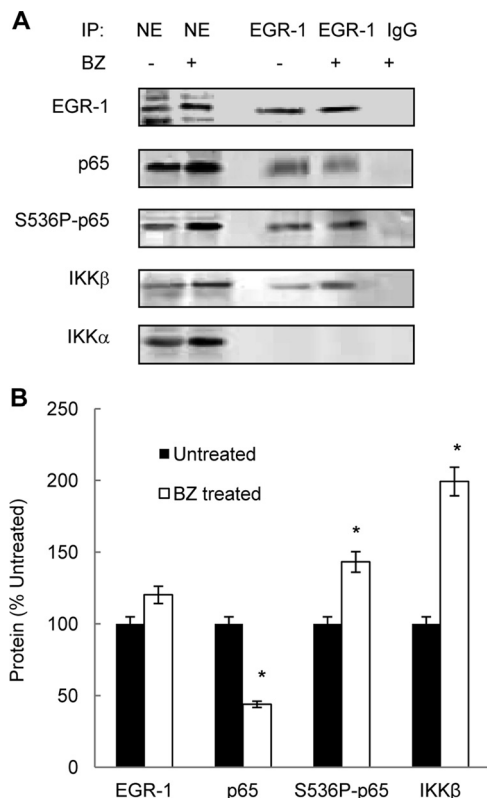 A
IP: NE NE EGR-1 EGR-1 IgG
BZ - + - + +
EGR-1
p65
S536P-p65
IKKβ
IKKα
B
Protein (% Untreated)
250
200
150
100
50
0
Untreated
BZ treated
* * *
EGR-1 p65 S536P-p65 IKKβ